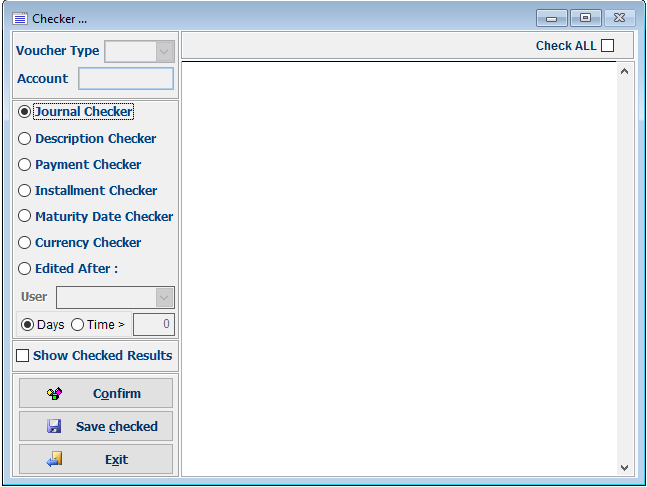 Checker ...
Voucher Type
Account
Check ALL
Journal Checker
Description Checker
Payment Checker
Installment Checker
Maturity Date Checker
Currency Checker
Edited After :
User
Days Time > 0
Show Checked Results
Confirm
Save checked
Exit